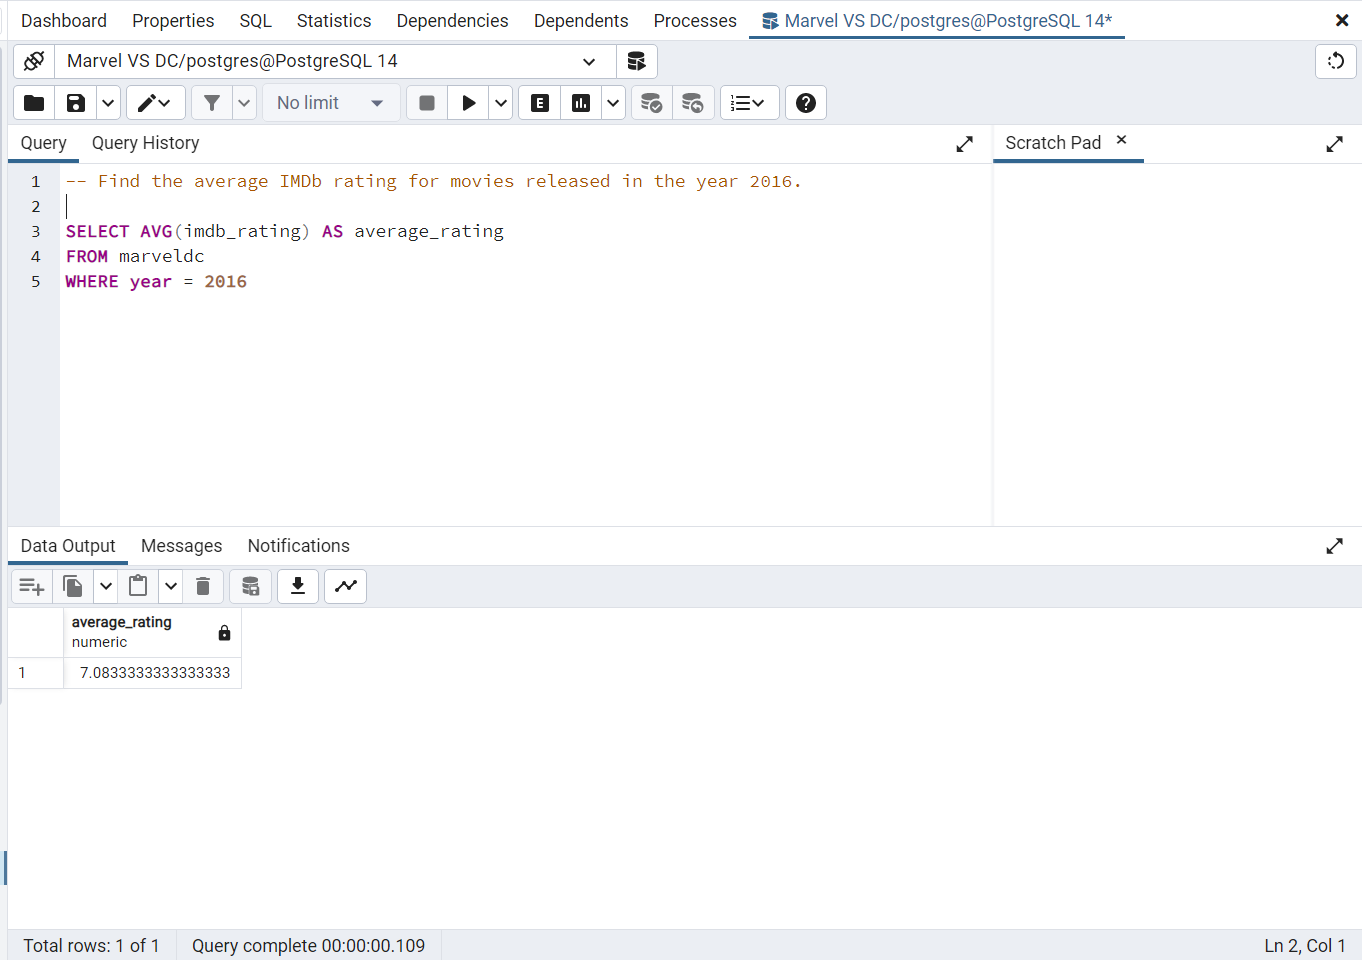 Dashboard Properties SQL Statistics Dependencies Dependents Processes Marvel VS DC/postgres@PostgreSQL 14*
Marvel VS DC/postgres@PostgreSQL 14
No limit
E
Query Query History
Scratch Pad
1 -- Find the average IMDb rating for movies released in the year 2016.
2
3 SELECT AVG(imdb_rating) AS average_rating
4 FROM marveldc
5 WHERE year = 2016
Data Output Messages Notifications
average_rating
numeric
1 7.0833333333333333
Total rows: 1 of 1 Query complete 00:00:00.109 Ln 2, Col 1